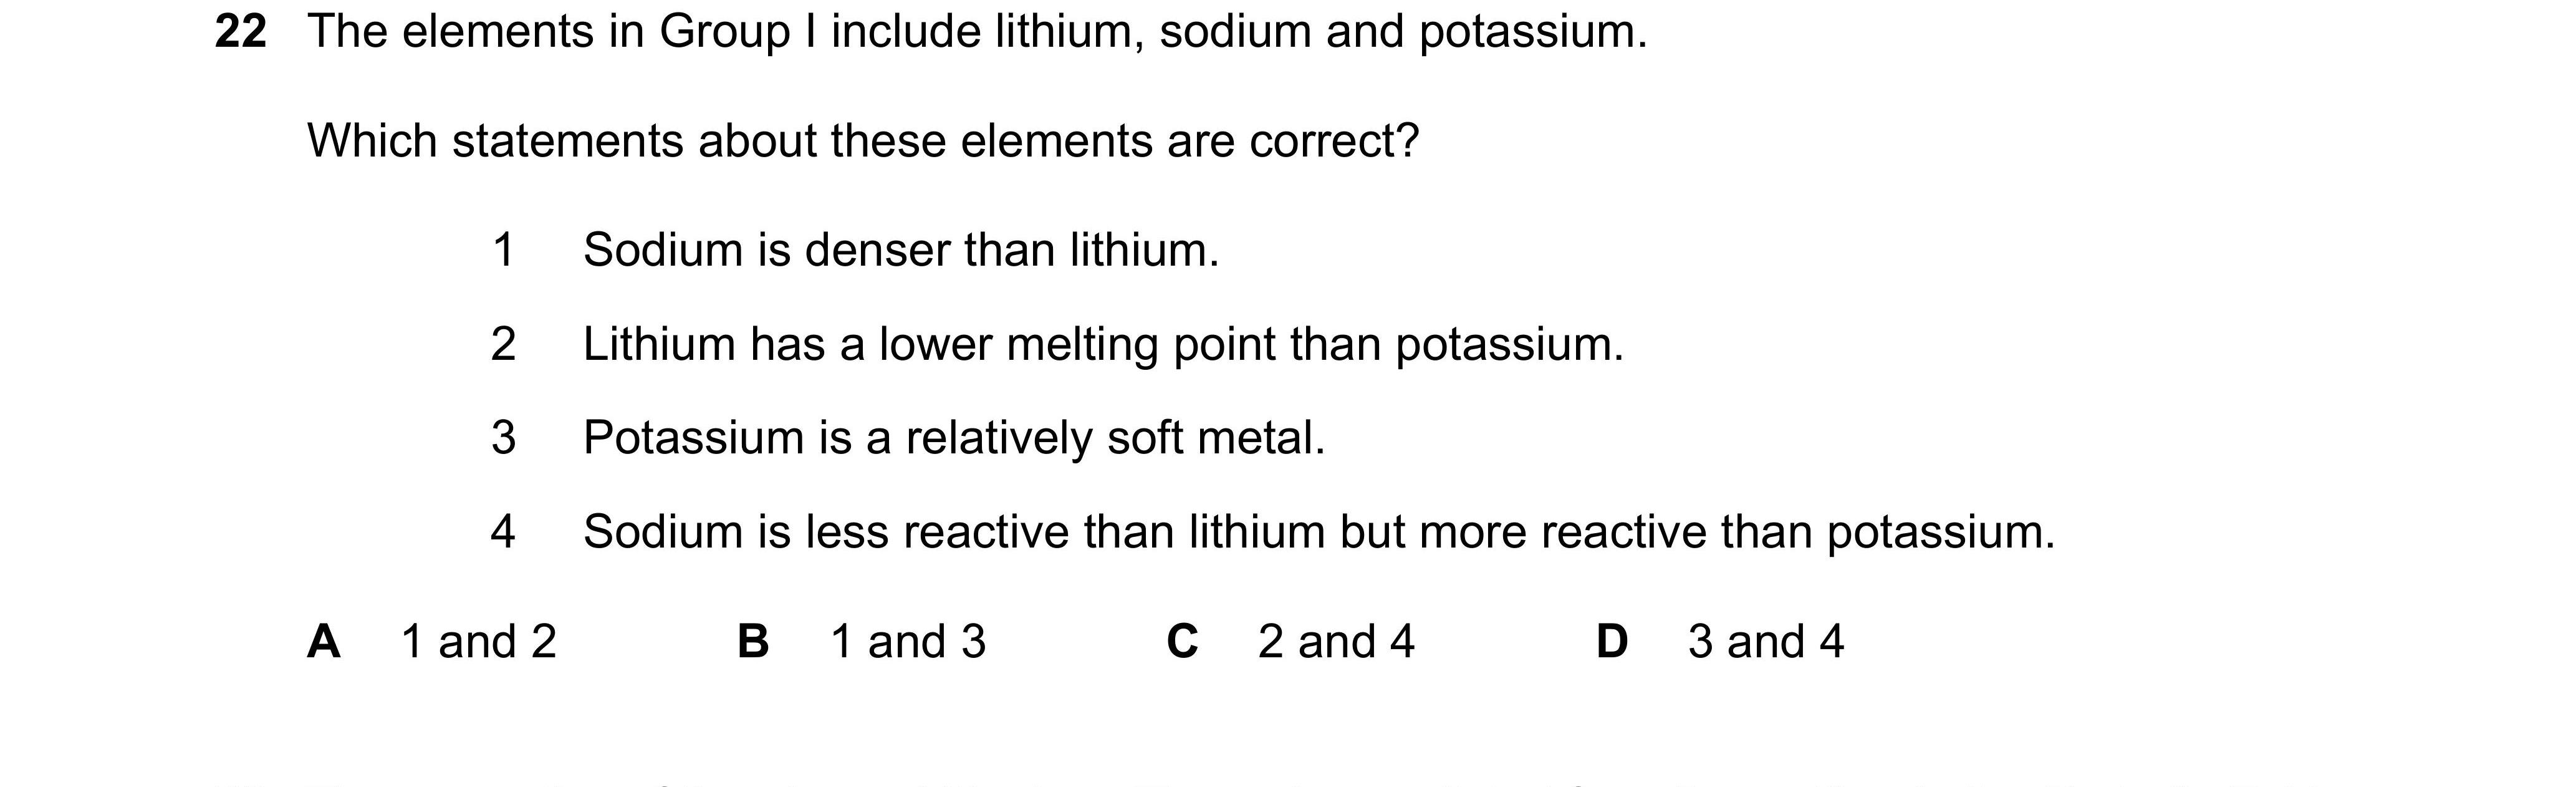 22 The elements in Group I include lithium, sodium and potassium.
Which statements about these elements are correct?
1 Sodium is denser than lithium.
2 Lithium has a lower melting point than potassium.
3 Potassium is a relatively soft metal.
4 Sodium is less reactive than lithium but more reactive than potassium.
A 1 and 2 B 1 and 3 C 2 and 4 D 3 and 4